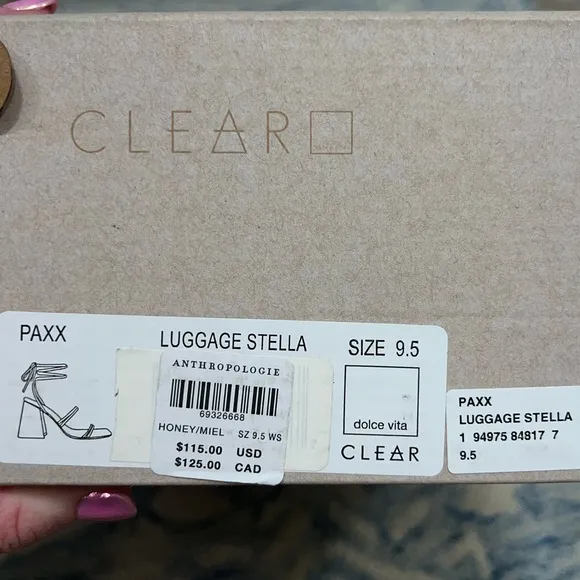 CLEAR
PAXX
LUGGAGE STELLA
SIZE 9.5
ANTHROPOLOGIE
69326668
HONEY/MIEL SZ 9.5 WS
$115.00 USD
$125.00 CAD
dolce vita
CLEAR
PAXX
LUGGAGE STELLA
1 94975 84817 7
9.5